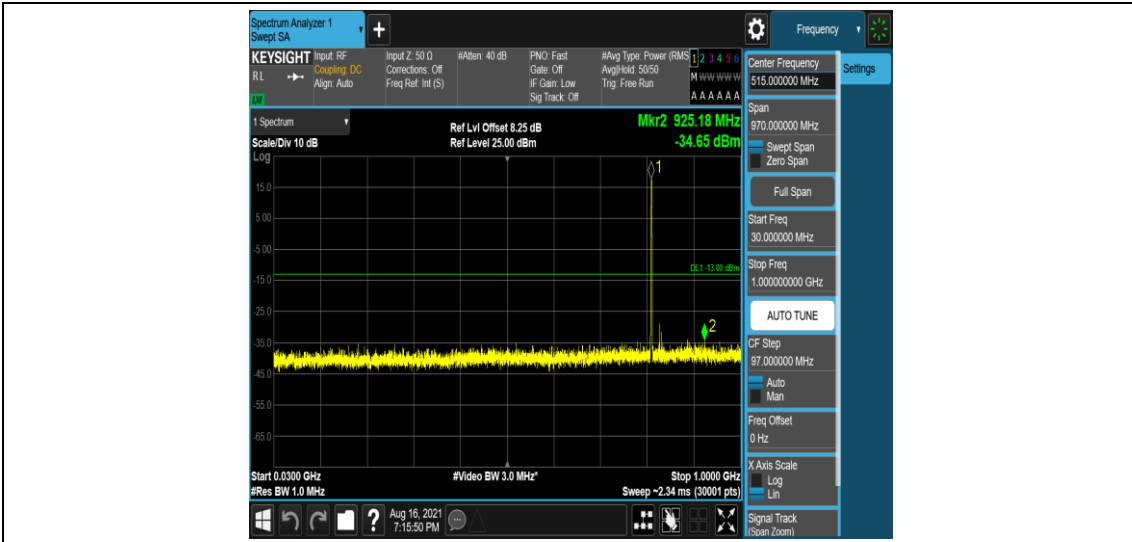 Spectrum Analyzer 1
Swept SA
+
Frequency
KEYSIGHT
RL
LXI
Input: RF
Coupling: DC
Align: Auto
Input Z: 50 Ω
Corrections: Off
Freq Ref: Int (S)
#Atten: 40 dB
PNO: Fast
Gate: Off
IF Gain: Low
Sig Track: Off
#Avg Type: Power (RMS
Avg|Hold: 50/50
Trig: Free Run
1 2 3 4 5 6
M W W W W W
A A A A A A
1 Spectrum
Scale/Div 10 dB
Ref Lvl Offset 8.25 dB
Ref Level 25.00 dBm
Mkr2 925.18 MHz
-34.65 dBm
Log
1
15.0
5.00
-5.00
DL1 -13.00 dBm
-15.0
-25.0
2
-35.0
-45.0
-55.0
-65.0
Start 0.0300 GHz
#Video BW 3.0 MHz*
Stop 1.0000 GHz
#Res BW 1.0 MHz
Sweep ~2.34 ms (30001 pts)
?
Aug 16, 2021
7:15:50 PM
Center Frequency
515.000000 MHz
Settings
Span
970.000000 MHz
Swept Span
Zero Span
Full Span
Start Freq
30.000000 MHz
Stop Freq
1.000000000 GHz
AUTO TUNE
CF Step
97.000000 MHz
Auto
Man
Freq Offset
0 Hz
X Axis Scale
Log
Lin
Signal Track
(Span Zoom)